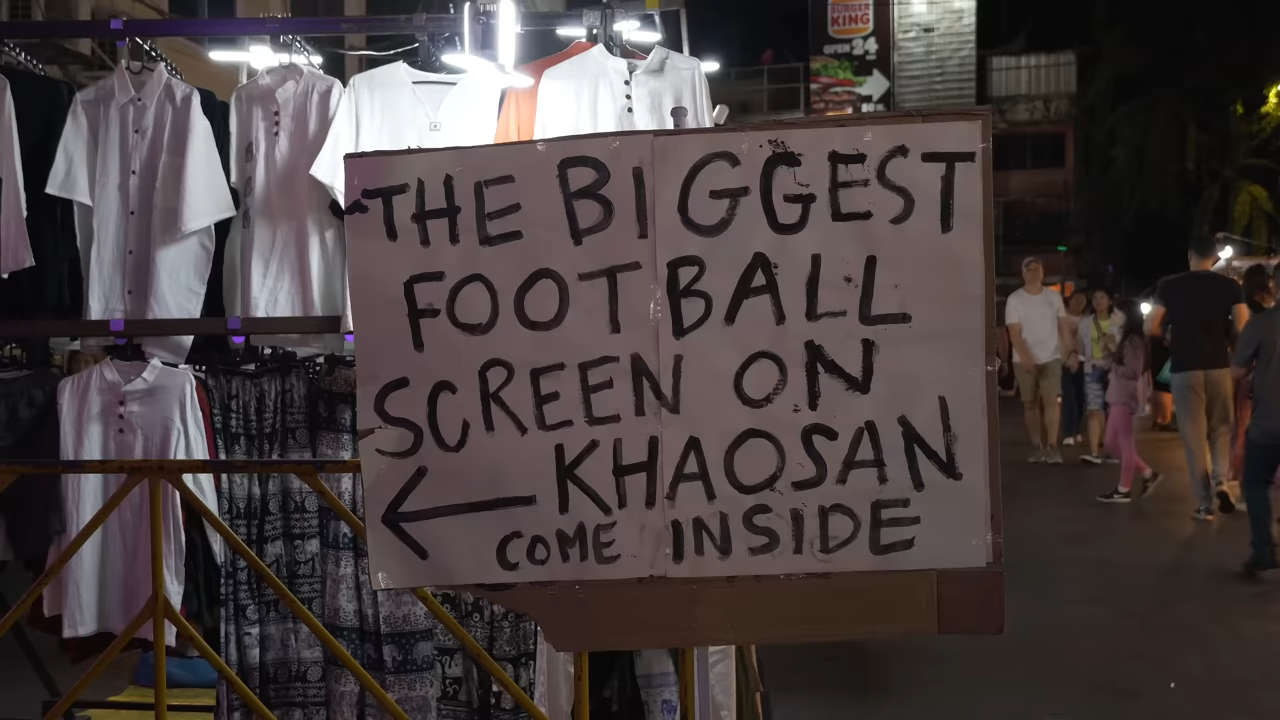 BURGER
KING
OPEN 24
THE BIGGEST
FOOTBALL
SCREEN ON
KHAOSAN
COME INSIDE